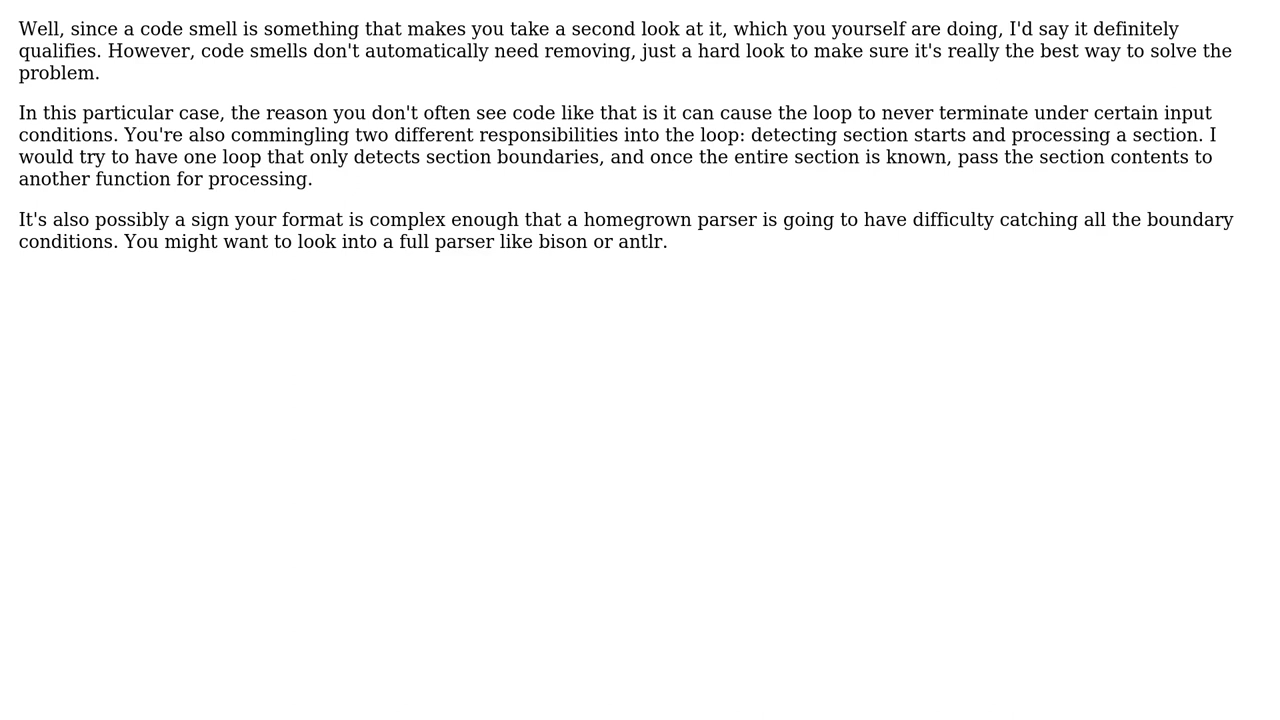 Well, since a code smell is something that makes you take a second look at it, which you yourself are doing, I'd say it definitely
qualifies. However, code smells don't automatically need removing, just a hard look to make sure it's really the best way to solve the
problem.
In this particular case, the reason you don't often see code like that is it can cause the loop to never terminate under certain input
conditions. You're also commingling two different responsibilities into the loop: detecting section starts and processing a section. I
would try to have one loop that only detects section boundaries, and once the entire section is known, pass the section contents to
another function for processing.
It's also possibly a sign your format is complex enough that a homegrown parser is going to have difficulty catching all the boundary
conditions. You might want to look into a full parser like bison or antlr.